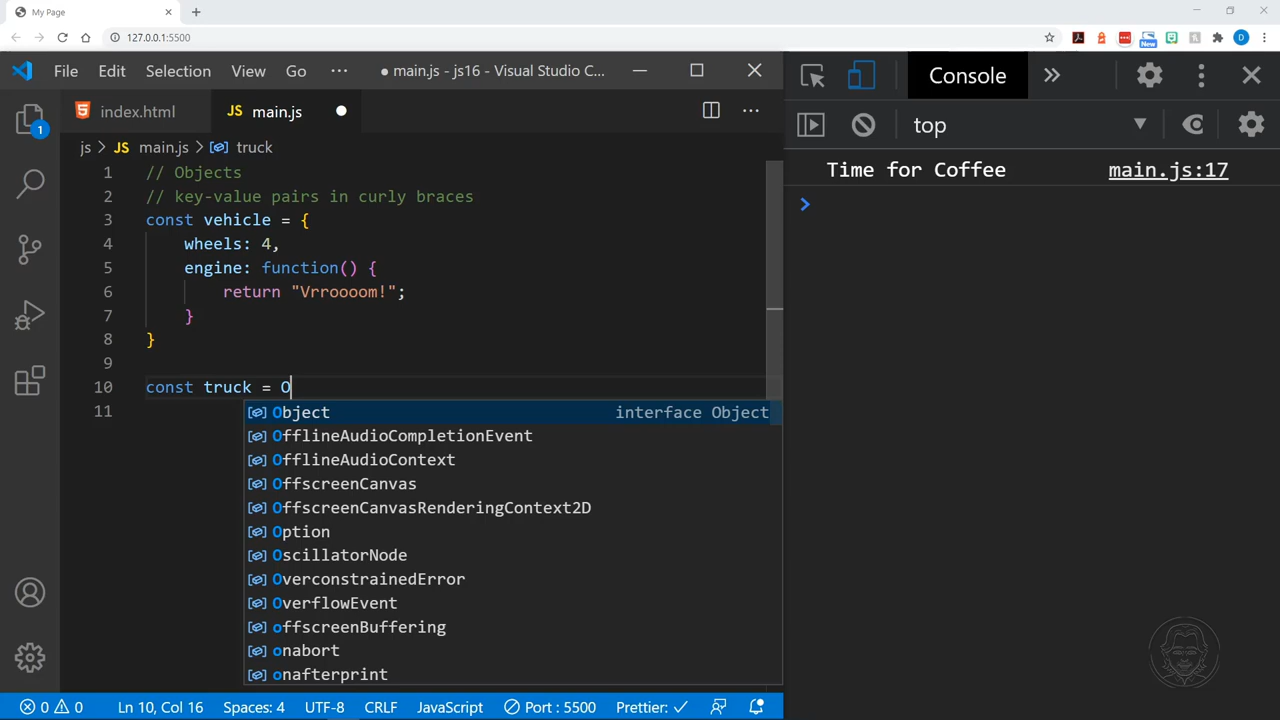 My Page
127.0.0.1:5500
New
D
File Edit Selection View Go ··· ● main.js - js16 - Visual Studio C...
index.html JS main.js ●
js > JS main.js > truck
1 // Objects
2 // key-value pairs in curly braces
3 const vehicle = {
4 wheels: 4,
5 engine: function() {
6 return "Vrroooom!";
7 }
8 }
9
10 const truck = O
11
Object interface Object
OfflineAudioCompletionEvent
OfflineAudioContext
OffscreenCanvas
OffscreenCanvasRenderingContext2D
Option
OscillatorNode
OverconstrainedError
OverflowEvent
offscreenBuffering
onabort
onafterprint
1
0 0 Ln 10, Col 16 Spaces: 4 UTF-8 CRLF JavaScript Port : 5500 Prettier: ✓
Console »
top
Time for Coffee main.js:17
>